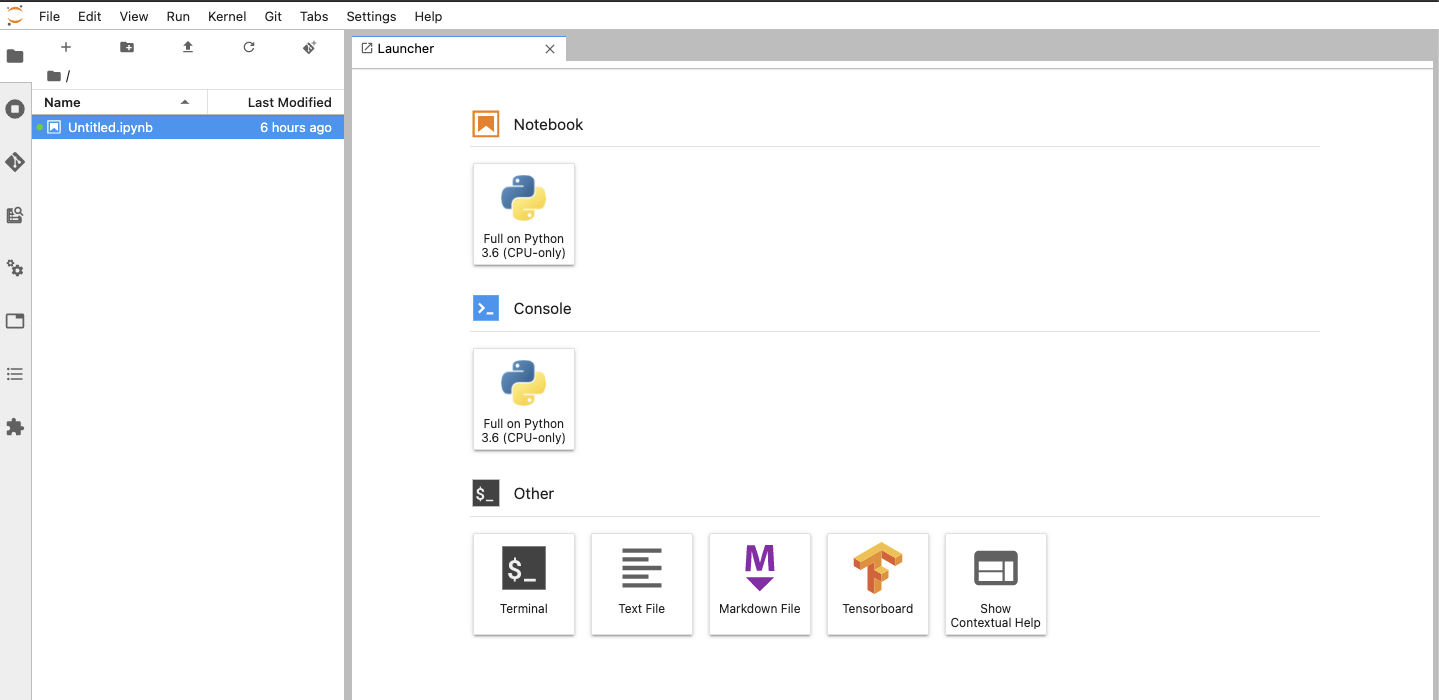 File Edit View Run Kernel Git Tabs Settings Help
/
Name Last Modified
Untitled.ipynb 6 hours ago
Launcher
Notebook
Full on Python
3.6 (CPU-only)
Console
Full on Python
3.6 (CPU-only)
$_ Other
$_
Terminal
Text File
M
Markdown File
Tensorboard
Show
Contextual Help